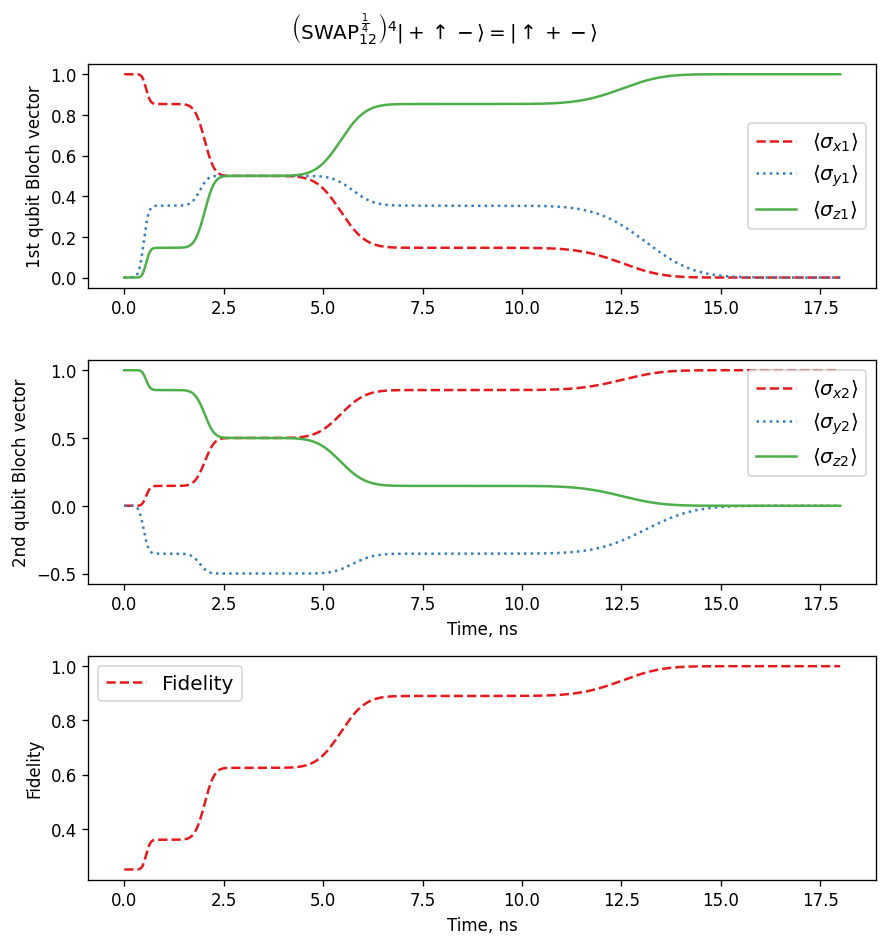 (SWAP₁₂^{1/4})⁴|+ ↑ −⟩ = |↑ + −⟩
1.0
0.8
0.6
0.4
0.2
0.0
1st qubit Bloch vector
⟨σx1⟩
⟨σy1⟩
⟨σz1⟩
0.0 2.5 5.0 7.5 10.0 12.5 15.0 17.5
1.0
0.5
0.0
−0.5
2nd qubit Bloch vector
⟨σx2⟩
⟨σy2⟩
⟨σz2⟩
0.0 2.5 5.0 7.5 10.0 12.5 15.0 17.5
Time, ns
1.0
0.8
0.6
0.4
Fidelity
Fidelity
0.0 2.5 5.0 7.5 10.0 12.5 15.0 17.5
Time, ns